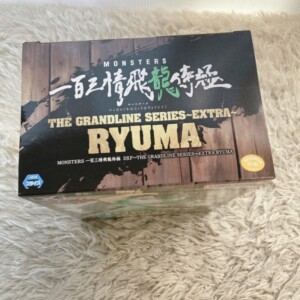 MONSTERS
一百三情飛龍侍極
THE GRANDLINE SERIES~EXTRA~
RYUMA
MONSTERS 一百三情飛龍侍極 DXF~THE GRANDLINE SERIES~EXTRA RYUMA